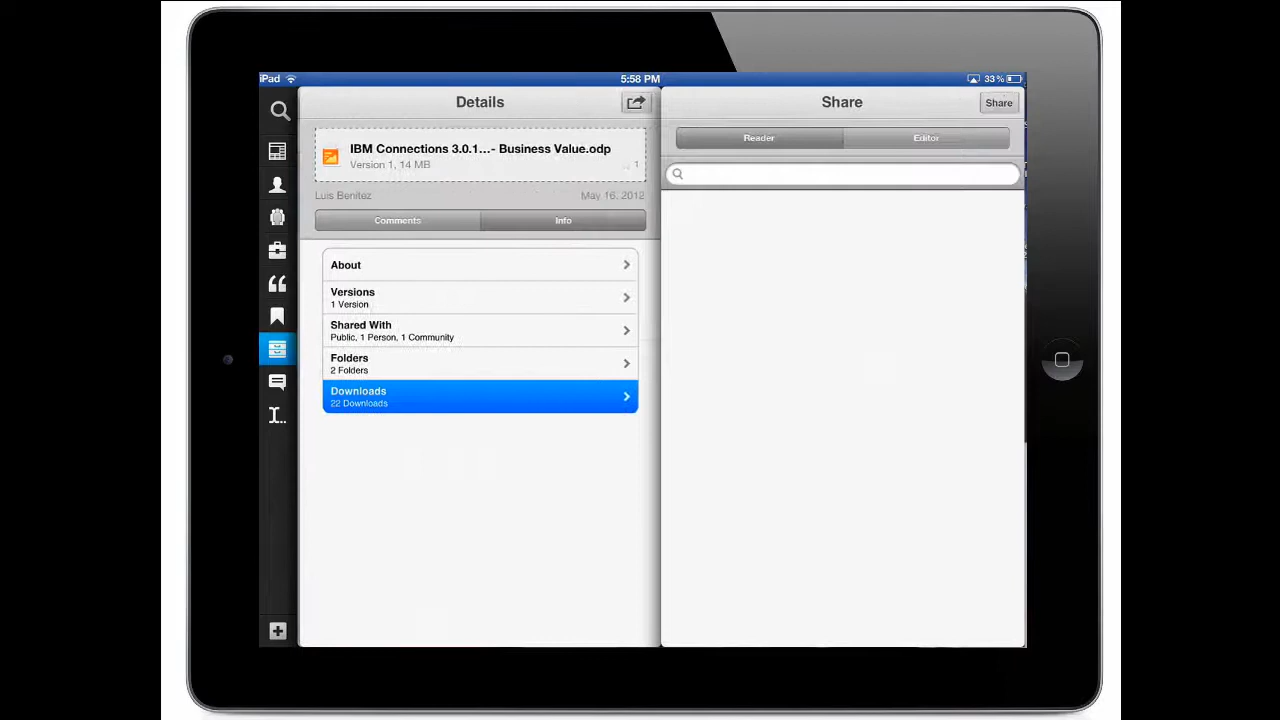 iPad
5:58 PM
33%
Details
Share
Share
IBM Connections 3.0.1...- Business Value.odp
Version 1, 14 MB
1
Luis Benitez
May 16, 2012
Comments
Info
Reader
Editor
About
Versions
1 Version
Shared With
Public, 1 Person, 1 Community
Folders
2 Folders
Downloads
22 Downloads